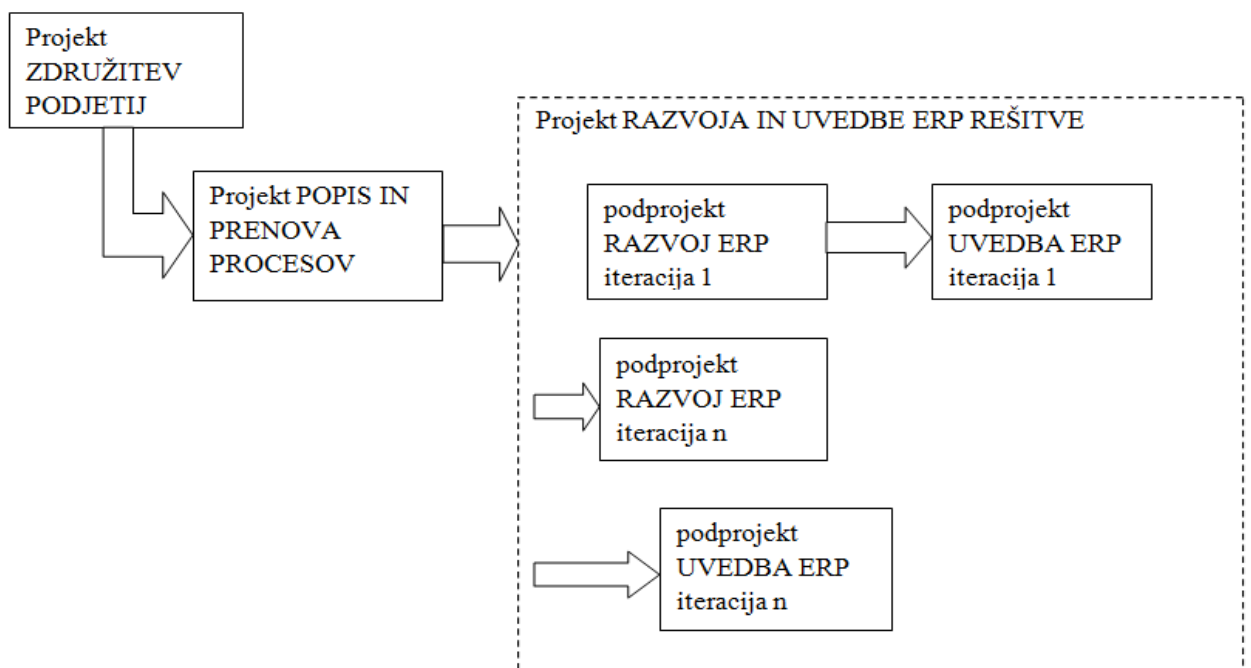 Projekt
ZDRUŽITEV
PODJETIJ
Projekt RAZVOJA IN UVEDBE ERP REŠITVE
Projekt POPIS IN
PRENOVA
PROCESOV
podprojekt
RAZVOJ ERP
iteracija 1
podprojekt
UVEDBA ERP
iteracija 1
podprojekt
RAZVOJ ERP
iteracija n
podprojekt
UVEDBA ERP
iteracija n